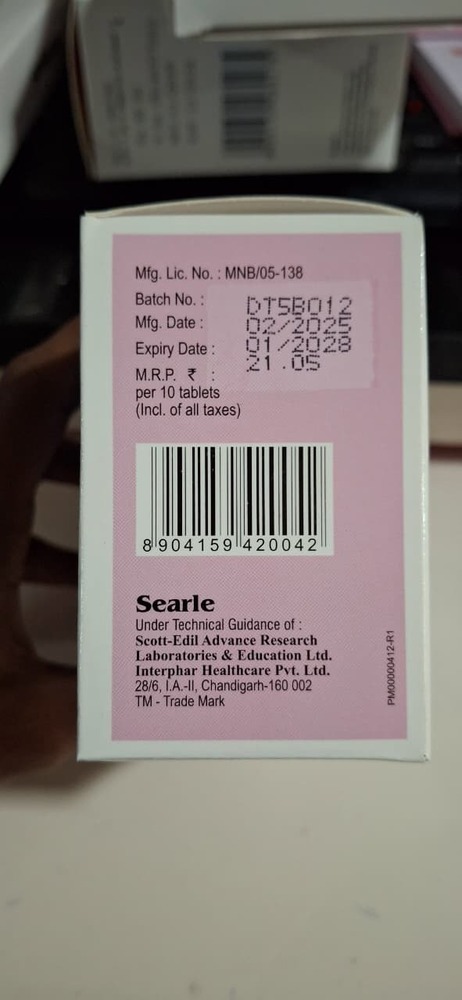 Mfg. Lic. No. : MNB/05-138
Batch No. : DT5B012
Mfg. Date : 02/2025
Expiry Date : 01/2028
M.R.P. ₹ : 21.05
per 10 tablets
(Incl. of all taxes)
8 904159 420042
Searle
Under Technical Guidance of :
Scott-Edil Advance Research
Laboratories & Education Ltd.
Interphar Healthcare Pvt. Ltd.
28/6, I.A.-II, Chandigarh-160 002
TM - Trade Mark
PM00000412-R1